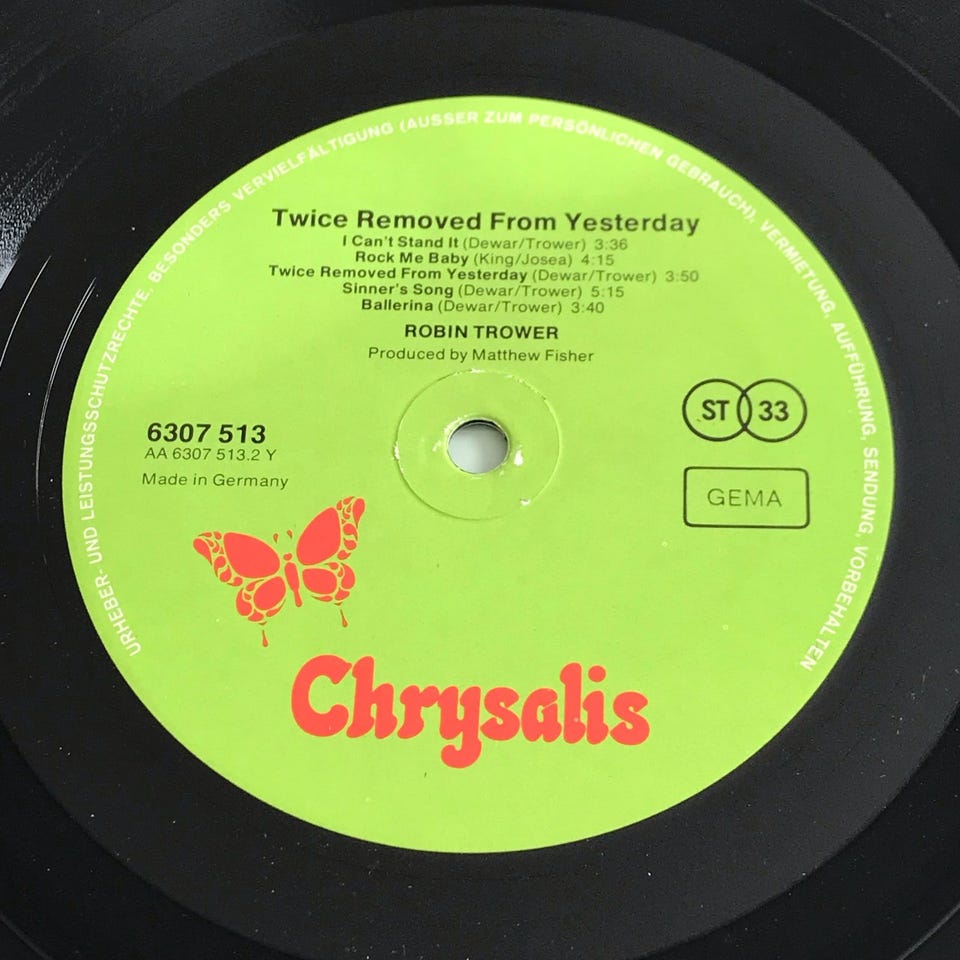 URHEBER- UND LEISTUNGSSCHUTZRECHTE, BESONDERS VERVIELFÄLTIGUNG (AUSSER ZUM PERSÖNLICHEN GEBRAUCH), VERMIETUNG, AUFFÜHRUNG, SENDUNG, VORBEHALTEN
Twice Removed From Yesterday
I Can't Stand It (Dewar/Trower) 3:36
Rock Me Baby (King/Josea) 4:15
Twice Removed From Yesterday (Dewar/Trower) 3:50
Sinner's Song (Dewar/Trower) 5:15
Ballerina (Dewar/Trower) 3:40
ROBIN TROWER
Produced by Matthew Fisher
6307 513
AA 6307 513.2 Y
Made in Germany
ST 33
GEMA
Chrysalis